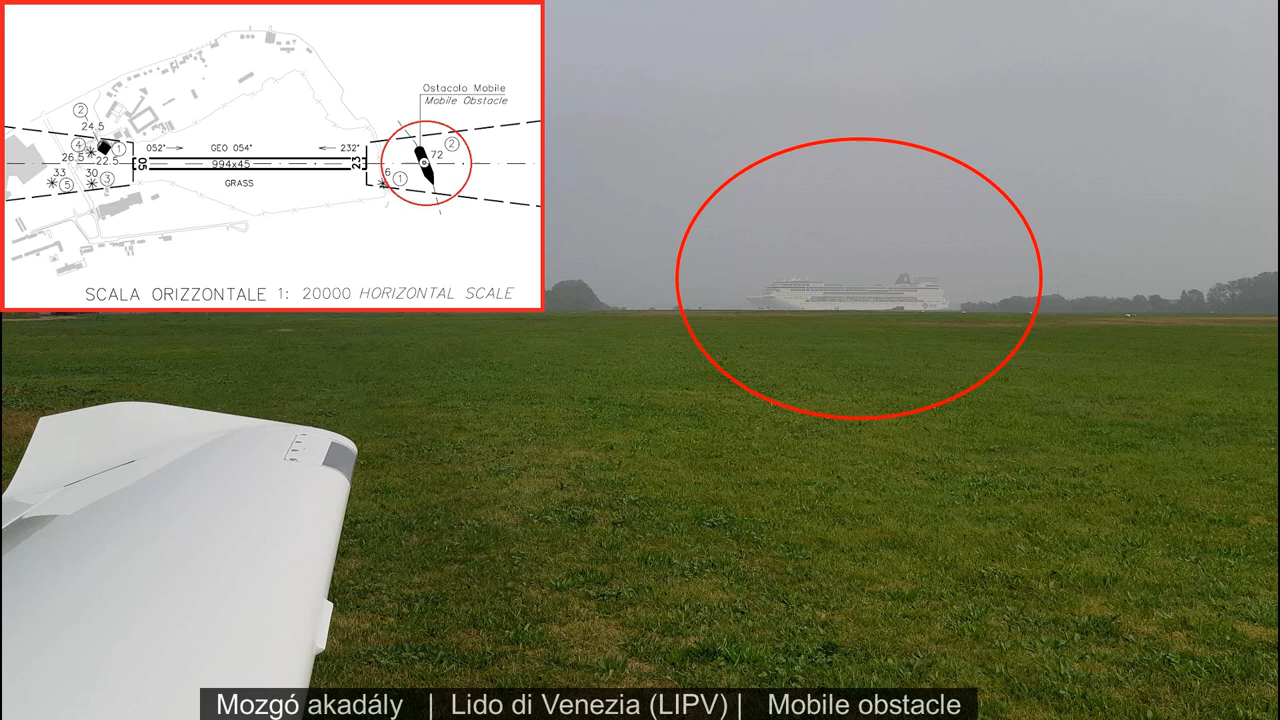 Ostacolo Mobile
Mobile Obstacle
2
24.5
4
1
26.5
22.5
33
5
30
3
052°
GEO 054°
232°
05
994x45
23
GRASS
6
1
72
2
SCALA ORIZZONTALE 1: 20000 HORIZONTAL SCALE
Mozgó akadály | Lido di Venezia (LIPV) | Mobile obstacle